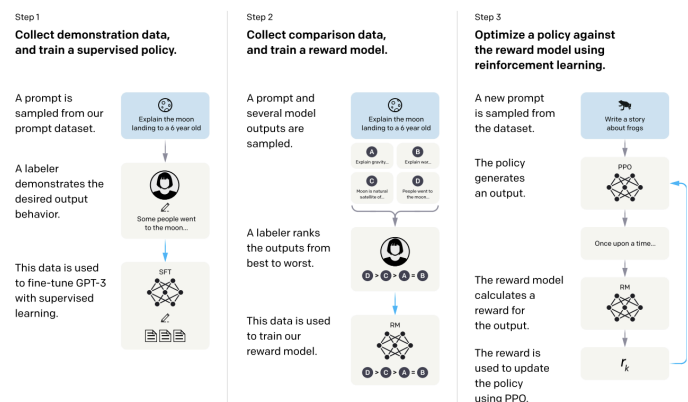 Step 1
Collect demonstration data,
and train a supervised policy.
A prompt is
sampled from our
prompt dataset.
Explain the moon
landing to a 6 year old
A labeler
demonstrates the
desired output
behavior.
Some people went
to the moon...
This data is used
to fine-tune GPT-3
with supervised
learning.
SFT
Step 2
Collect comparison data,
and train a reward model.
A prompt and
several model
outputs are
sampled.
Explain the moon
landing to a 6 year old
A
Explain gravity...
B
Explain war...
C
Moon is natural
satellite of...
D
People went to
the moon...
A labeler ranks
the outputs from
best to worst.
D > C > A = B
This data is used
to train our
reward model.
RM
D > C > A = B
Step 3
Optimize a policy against
the reward model using
reinforcement learning.
A new prompt
is sampled from
the dataset.
Write a story
about frogs
The policy
generates
an output.
PPO
Once upon a time...
The reward model
calculates a
reward for
the output.
RM
The reward is
used to update
the policy
using PPO.
rk